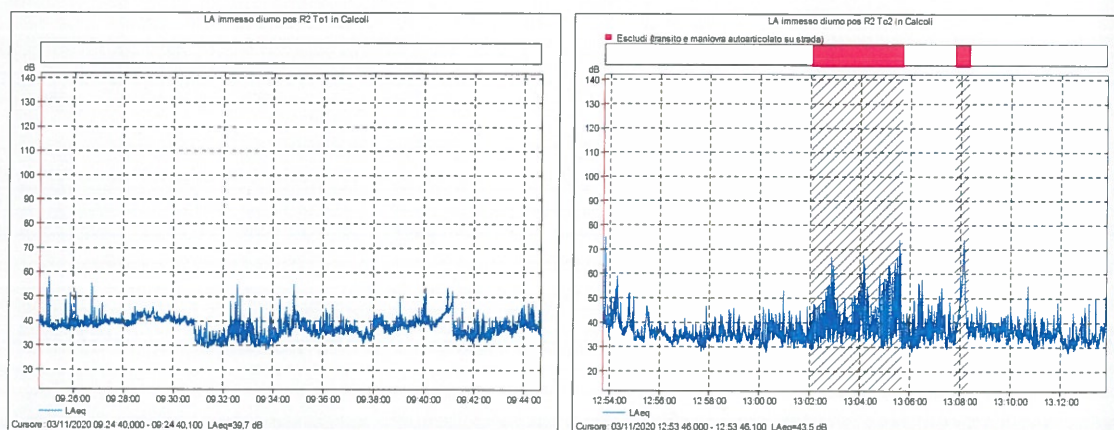 LA immesso diurno pos R2 To1 in Calcoli
dB
140
130
120
110
100
90
80
70
60
50
40
30
20
09.26:00 09.28:00 09.30:00 09.32:00 09.34:00 09.36:00 09.38:00 09.40:00 09.42:00 09.44:00
LAeq
Cursore: 03/11/2020 09.24 40,000 - 09:24 40,100 LAeq=39,7 dB
LA immesso diurno pos R2 To2 in Calcoli
Escludi (transito e maniovra autoarticolato su strada)
dB
140
130
120
110
100
90
80
70
60
50
40
30
20
12.54:00 12.56:00 12.58:00 13.00:00 13.02:00 13.04:00 13.06:00 13.08:00 13.10:00 13.12:00
LAeq
Cursore: 03/11/2020 12:53 46,000 - 12:53 46,100 LAeq=43,5 dB